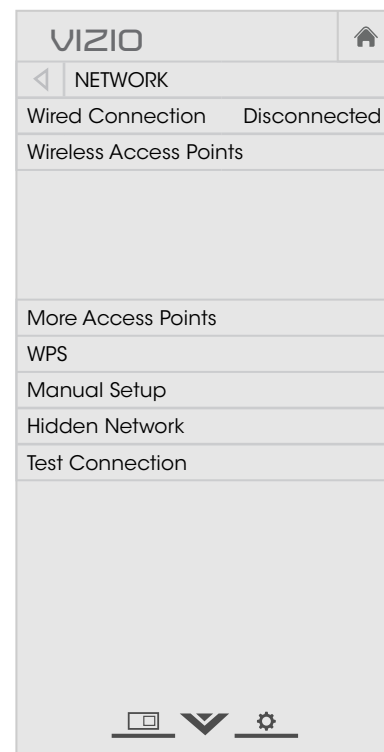 VIZIO
NETWORK
Wired Connection Disconnected
Wireless Access Points
More Access Points
WPS
Manual Setup
Hidden Network
Test Connection